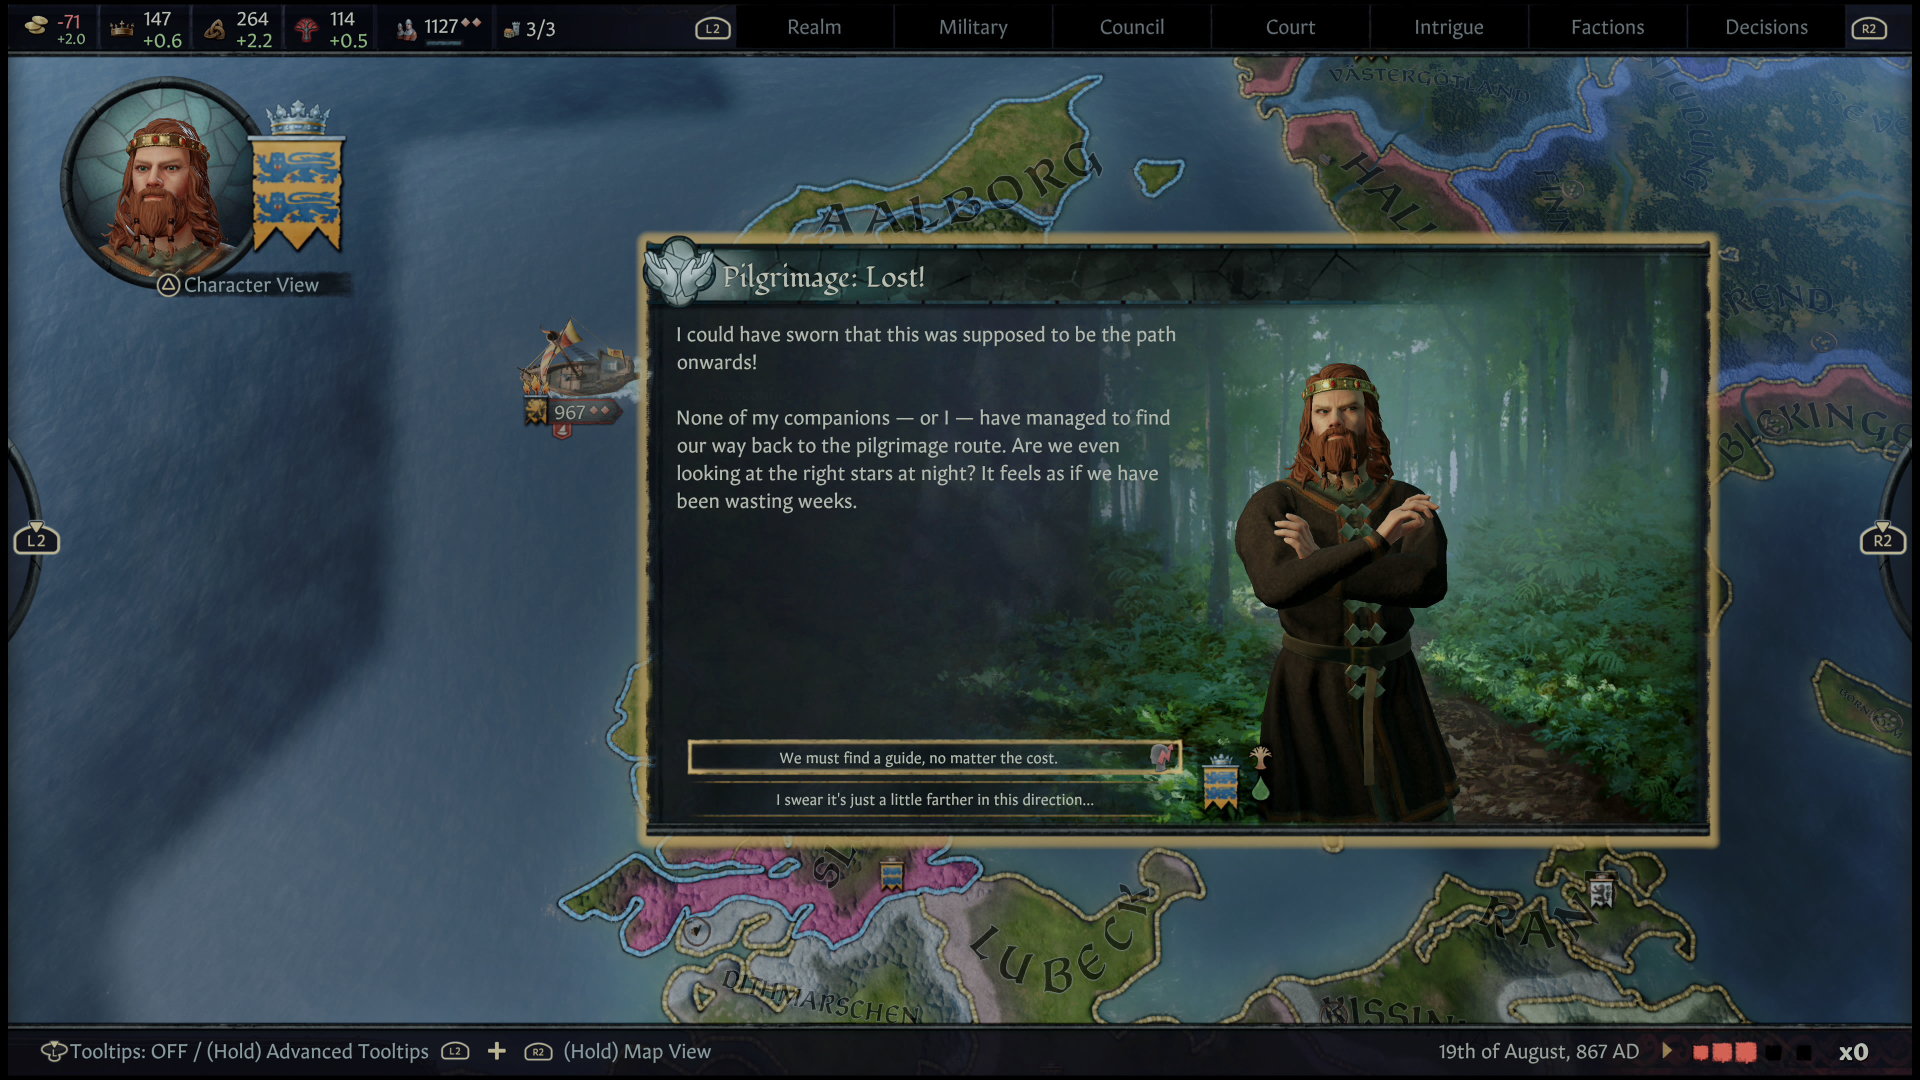 -71
+2.0
147
+0.6
264
+2.2
114
+0.5
1127
3/3
L2
Realm
Military
Council
Court
Intrigue
Factions
Decisions
R2
VÄSTERGÖTLAND
AALBORG
Character View
Pilgrimage: Lost!
I could have sworn that this was supposed to be the path
onwards!
None of my companions — or I — have managed to find
our way back to the pilgrimage route. Are we even
looking at the right stars at night? It feels as if we have
been wasting weeks.
967
L2
R2
We must find a guide, no matter the cost.
I swear it's just a little farther in this direction...
LUBECK
DITHMARSCHEN
Tooltips: OFF / (Hold) Advanced Tooltips L2 + R2 (Hold) Map View
19th of August, 867 AD
x0